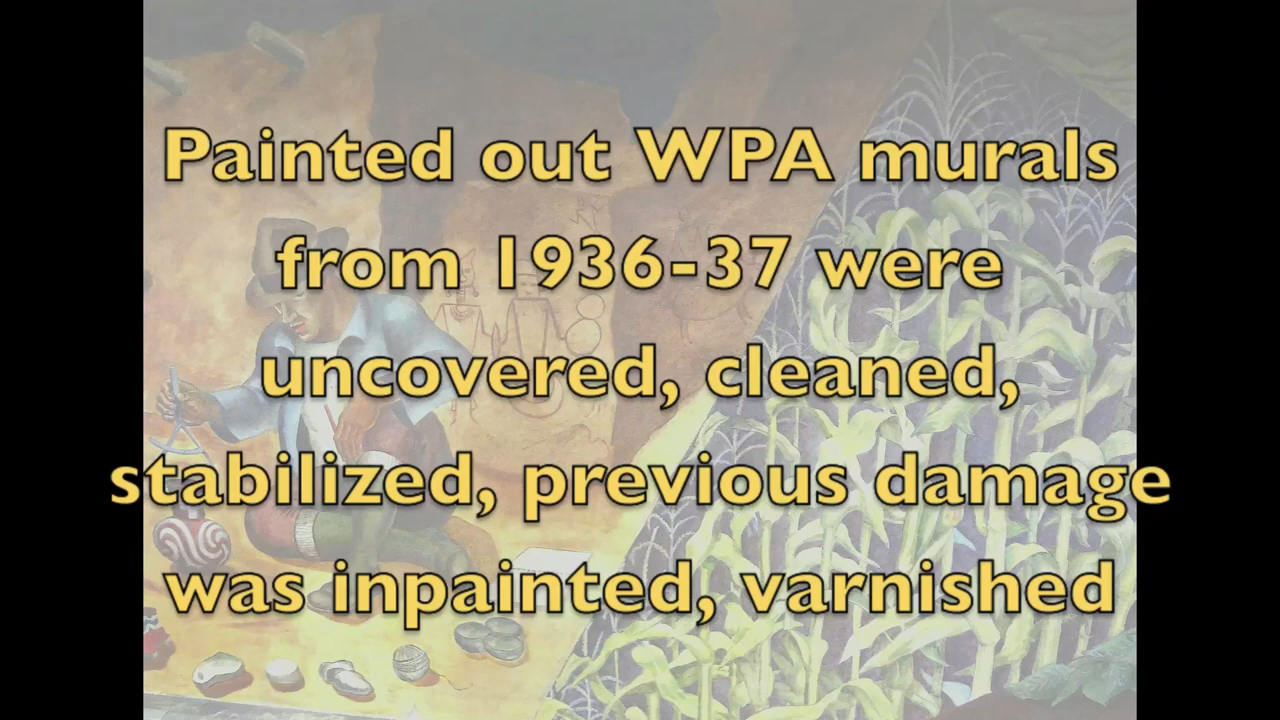 Painted out WPA murals
from 1936-37 were
uncovered, cleaned,
stabilized, previous damage
was inpainted, varnished